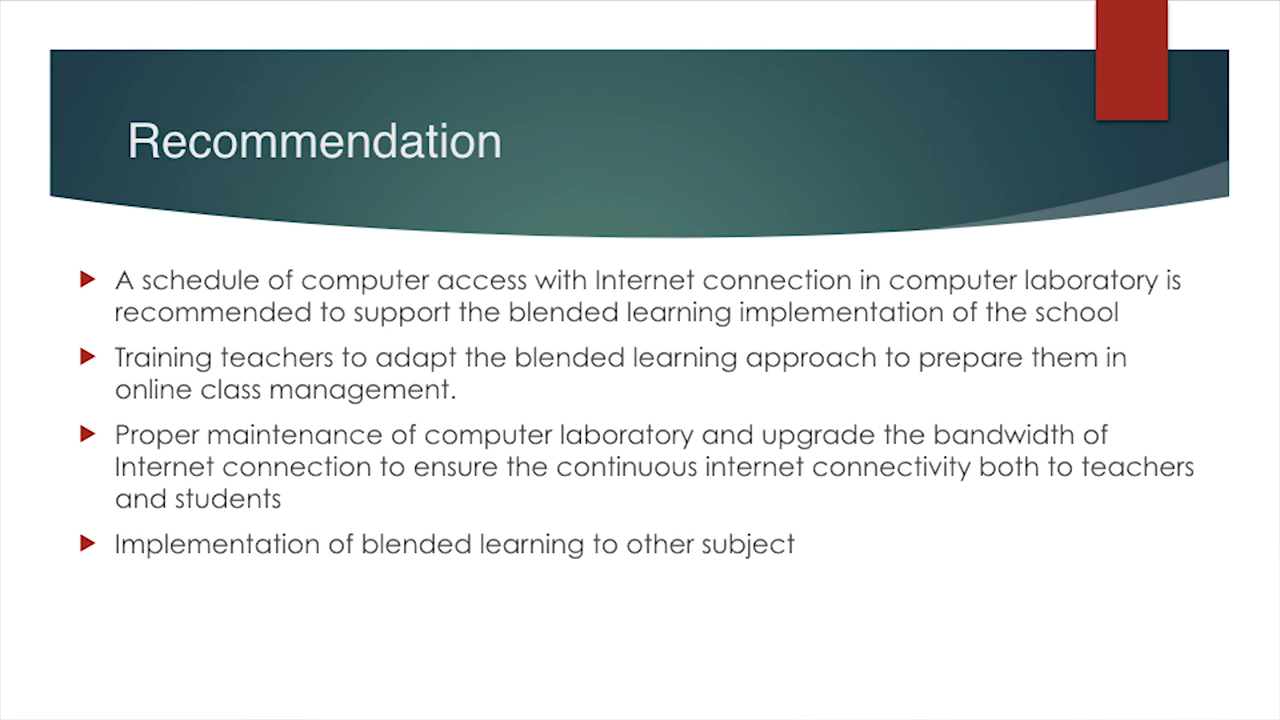 Recommendation
A schedule of computer access with Internet connection in computer laboratory is
recommended to support the blended learning implementation of the school
Training teachers to adapt the blended learning approach to prepare them in
online class management.
Proper maintenance of computer laboratory and upgrade the bandwidth of
Internet connection to ensure the continuous internet connectivity both to teachers
and students
Implementation of blended learning to other subject